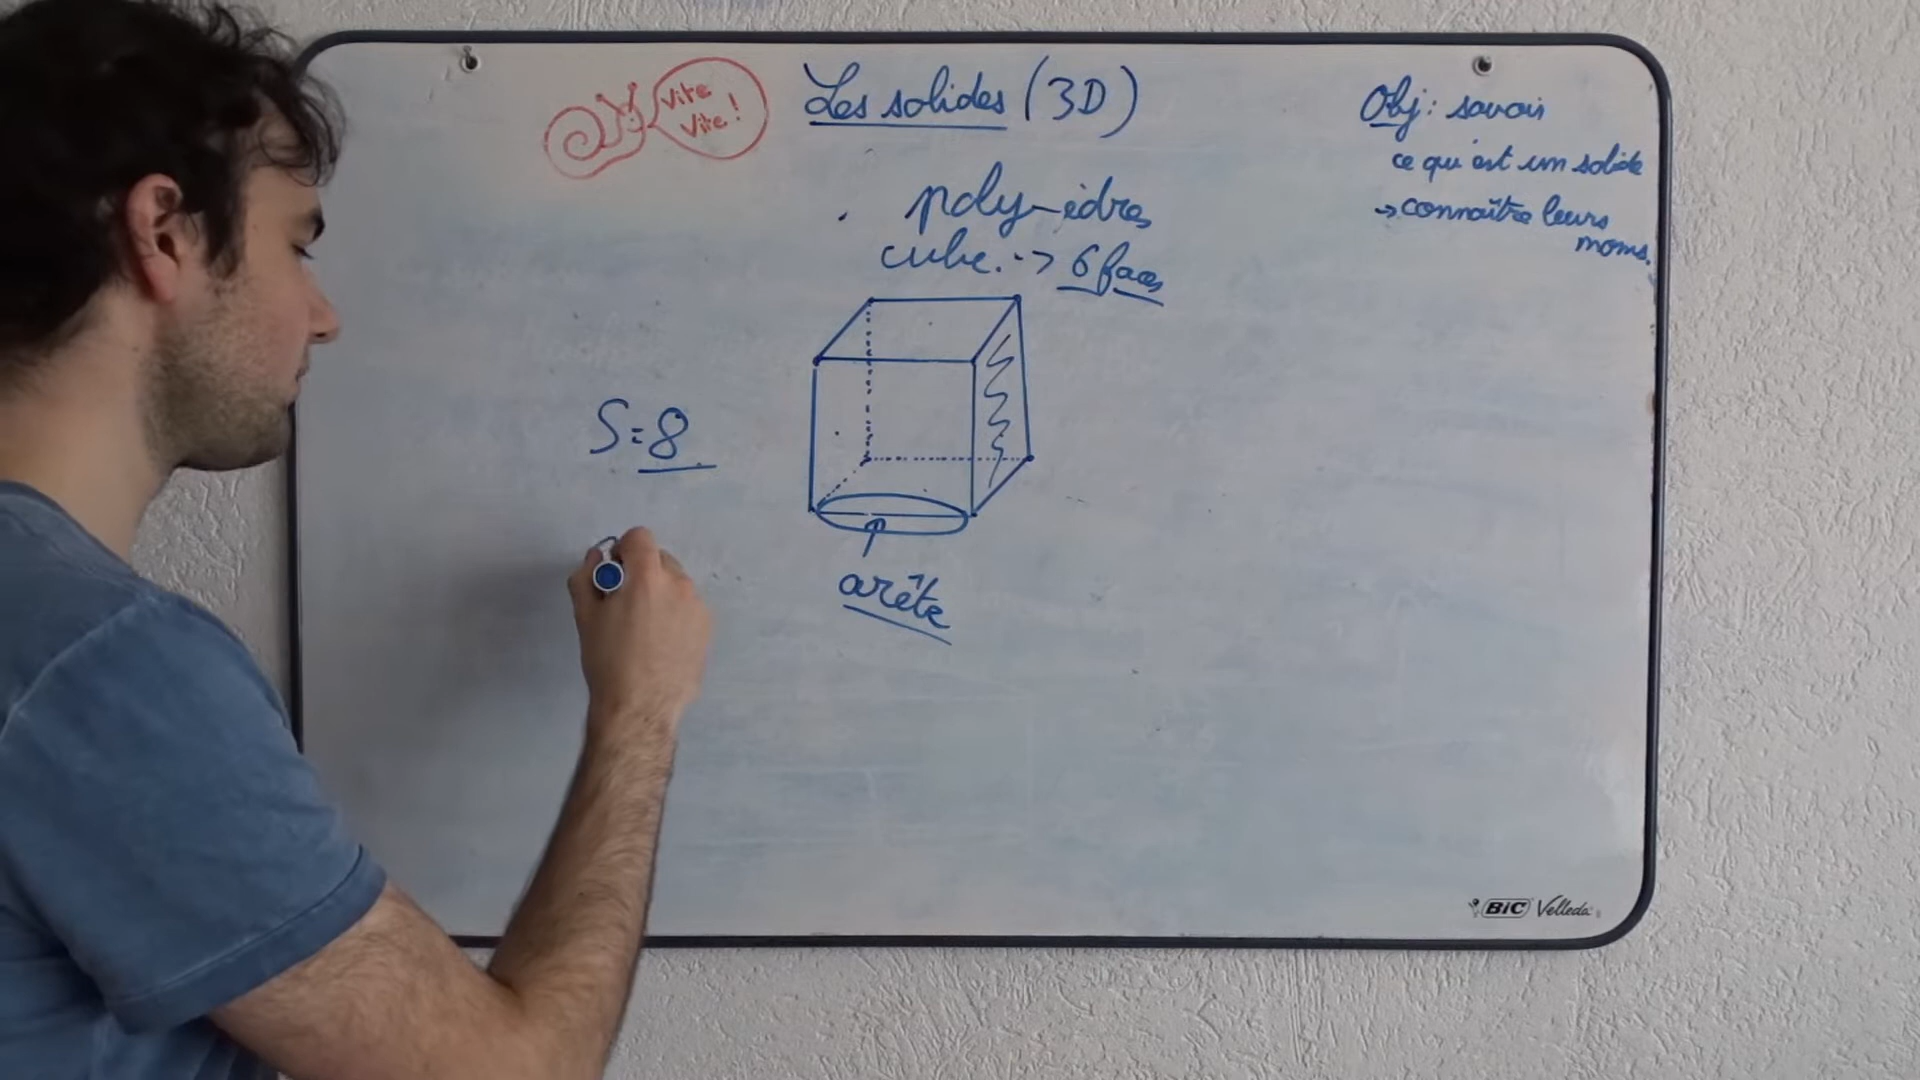 Vite
Vite !
Les solides (3D)
Obj : savoir
ce qui est un solide
→ connaître leurs
noms.
poly-èdres
cube. -> 6 faces
S=8
arête
BIC Velleda